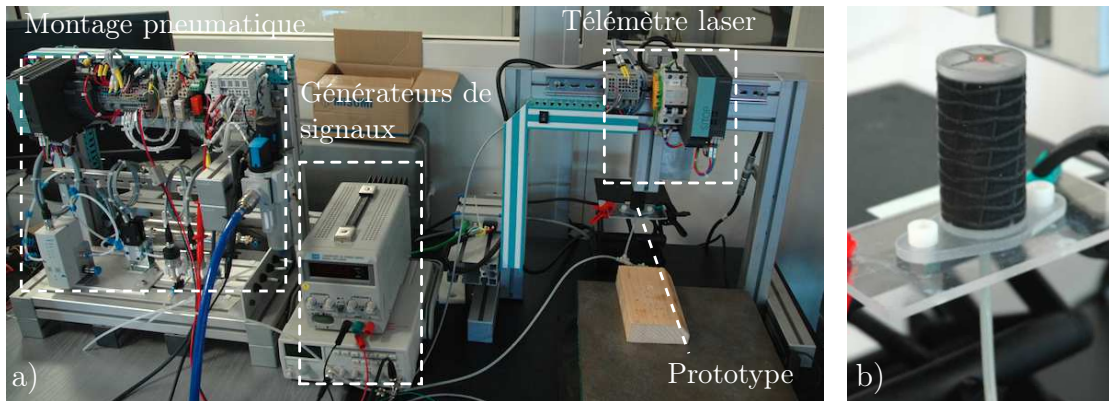 Montage pneumatique
Télémètre laser
Générateurs de
signaux
Prototype
a)
b)